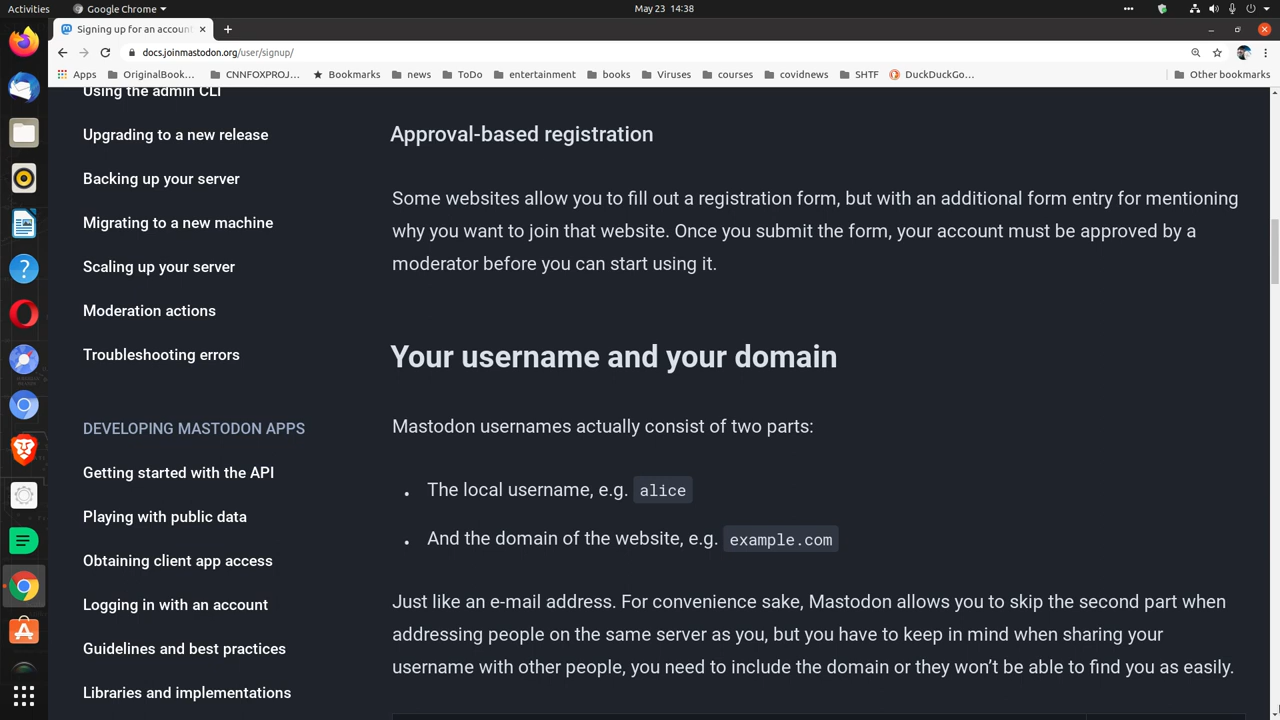 Activities
Google Chrome
May 23 14:38
Signing up for an accoun
docs.joinmastodon.org/user/signup/
Apps
OriginalBook...
CNNFOXPROJ...
Bookmarks
news
ToDo
entertainment
books
Viruses
courses
covidnews
SHTF
DuckDuckGo...
Other bookmarks
Using the admin CLI
Upgrading to a new release
Backing up your server
Migrating to a new machine
Scaling up your server
Moderation actions
Troubleshooting errors
DEVELOPING MASTODON APPS
Getting started with the API
Playing with public data
Obtaining client app access
Logging in with an account
Guidelines and best practices
Libraries and implementations
Approval-based registration
Some websites allow you to fill out a registration form, but with an additional form entry for mentioning
why you want to join that website. Once you submit the form, your account must be approved by a
moderator before you can start using it.
Your username and your domain
Mastodon usernames actually consist of two parts:
• The local username, e.g. alice
• And the domain of the website, e.g. example.com
Just like an e-mail address. For convenience sake, Mastodon allows you to skip the second part when
addressing people on the same server as you, but you have to keep in mind when sharing your
username with other people, you need to include the domain or they won’t be able to find you as easily.